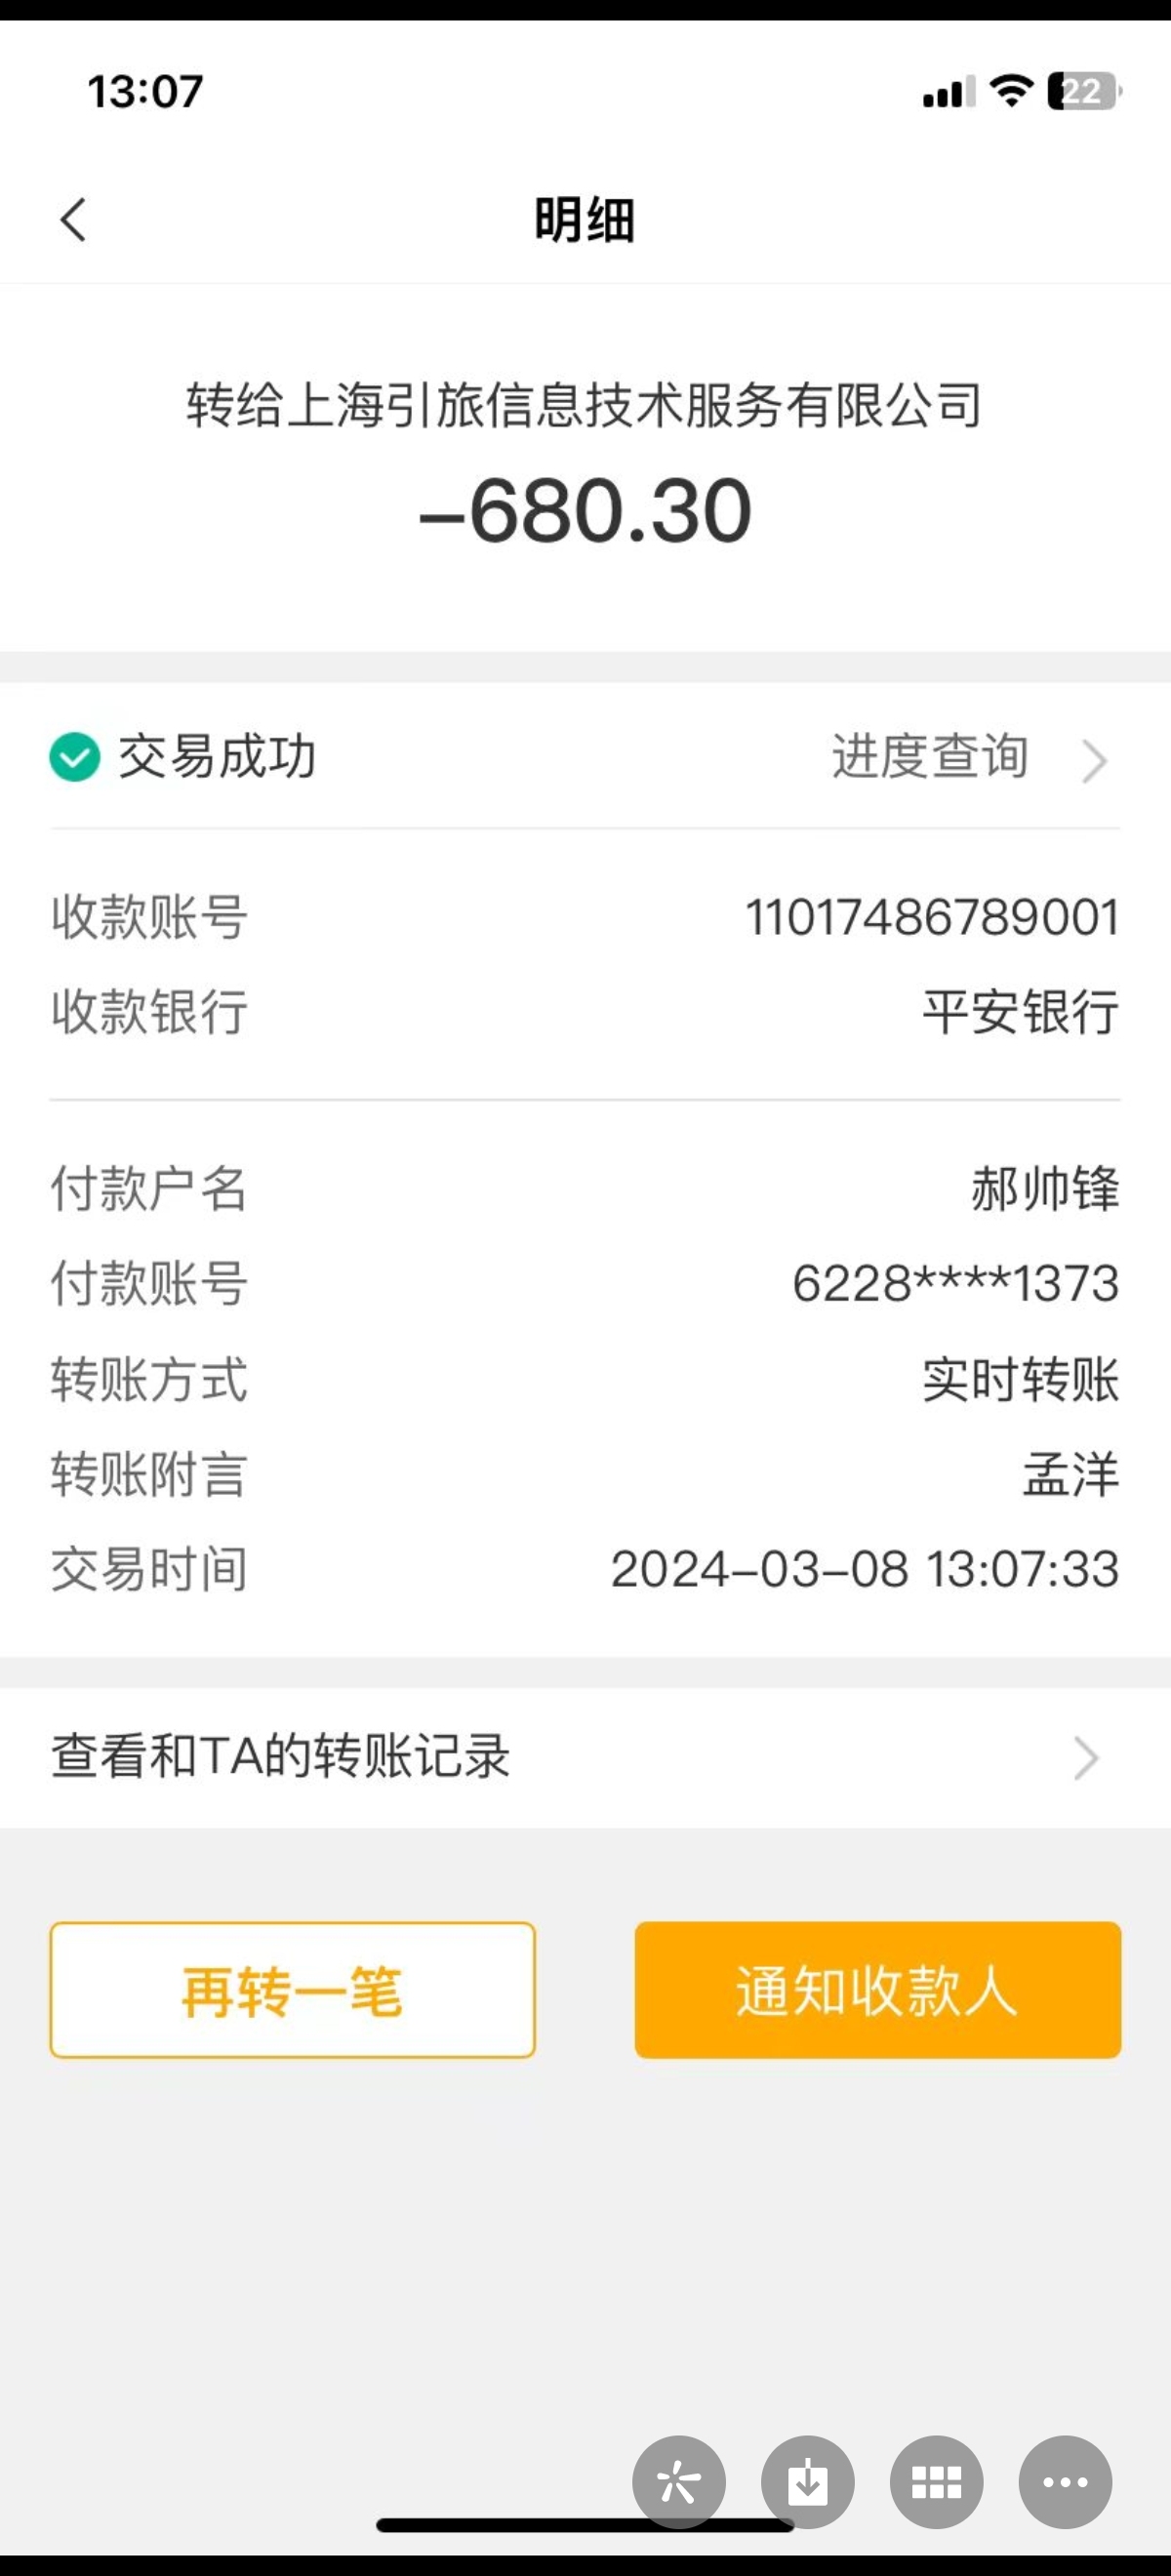 13:07
22
明细
转给上海引旅信息技术服务有限公司
–680.30
交易成功 进度查询
收款账号 11017486789001
收款银行 平安银行
付款户名 郝帅锋
付款账号 6228****1373
转账方式 实时转账
转账附言 孟洋
交易时间 2024–03–08 13:07:33
查看和TA的转账记录
再转一笔 通知收款人